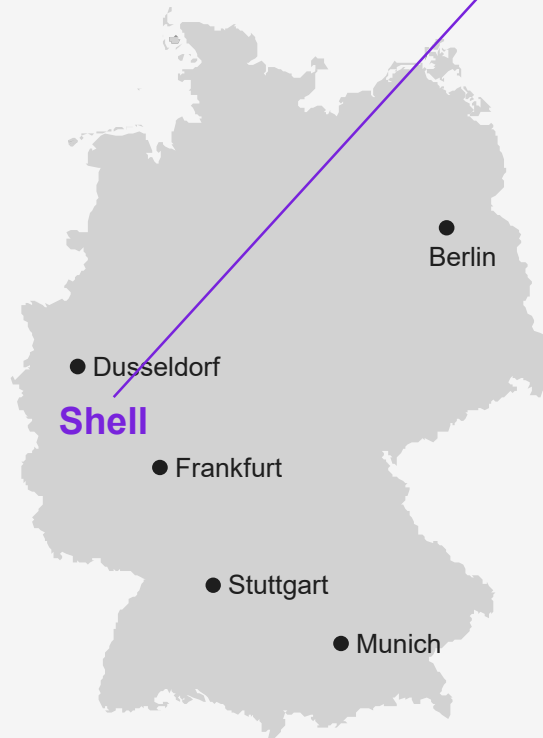 Berlin
Dusseldorf
Shell
Frankfurt
Stuttgart
Munich